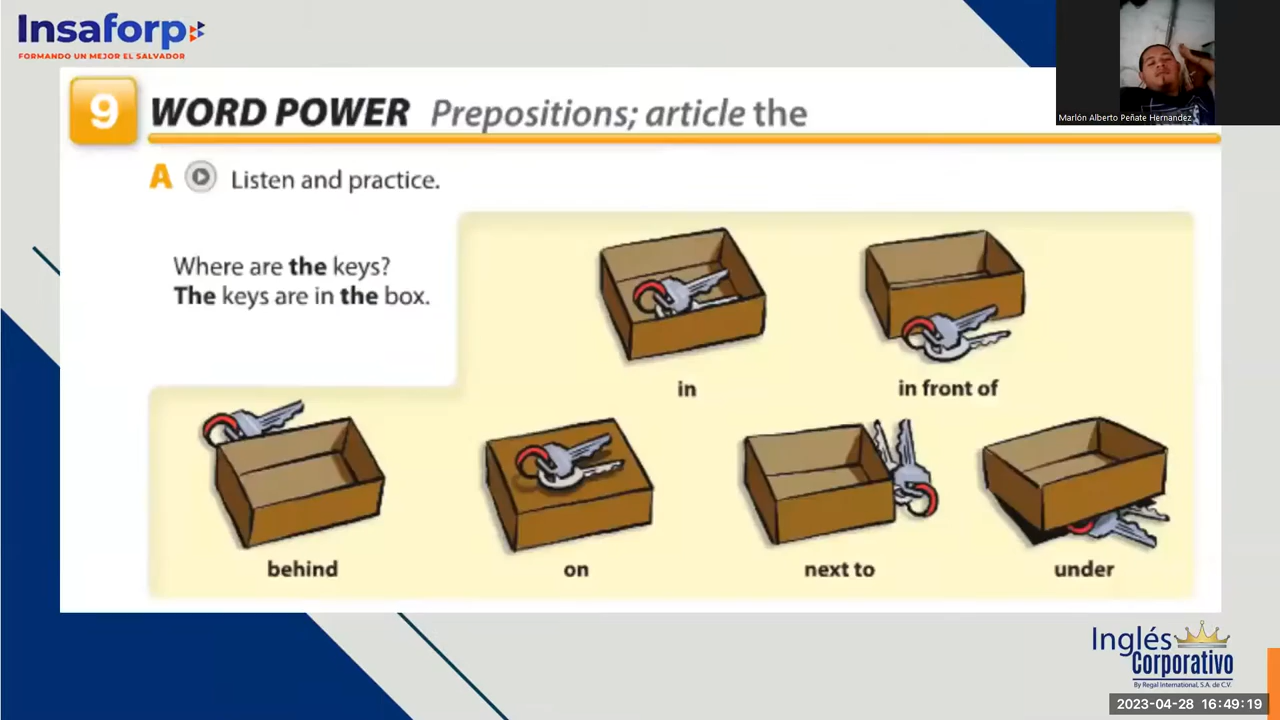 Insaforp
FORMANDO UN MEJOR EL SALVADOR
Marlón Alberto Peñate Hernandez
9 WORD POWER Prepositions; article the
A Listen and practice.
Where are the keys?
The keys are in the box.
in
in front of
behind
on
next to
under
Inglés
Corporativo
By Regal International, S.A. de C.V.
2023-04-28 16:49:19